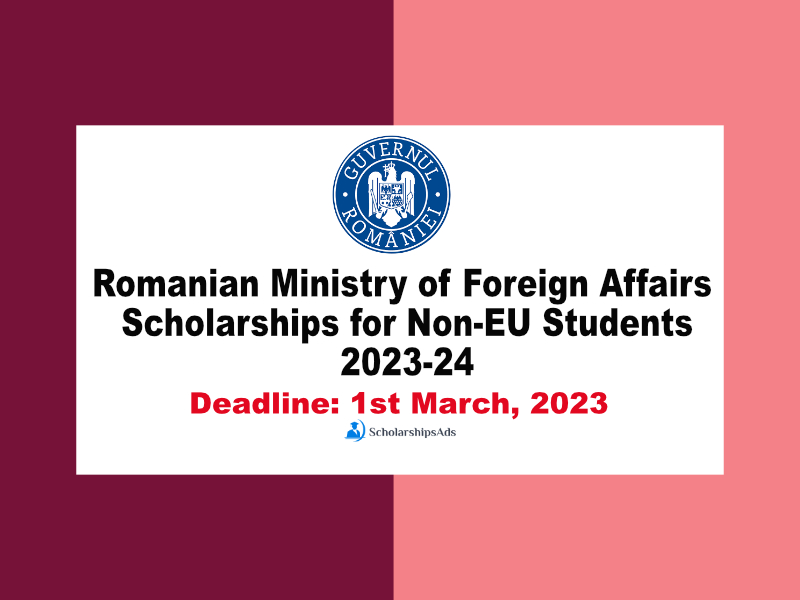 GUVERNUL
ROMÂNIEI
Romanian Ministry of Foreign Affairs
Scholarships for Non-EU Students
2023-24
Deadline: 1st March, 2023
ScholarshipsAds